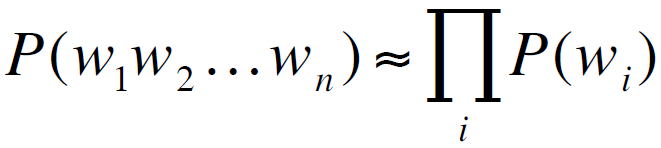 P(w₁w₂…wₙ) ≈ ∏ᵢ P(wᵢ)